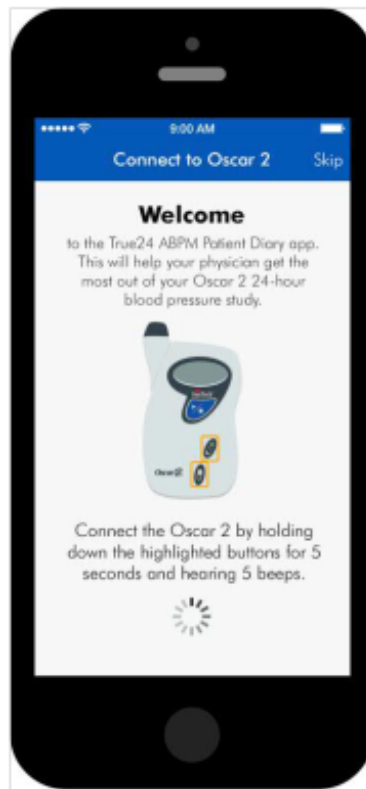 9:00 AM
Connect to Oscar 2 Skip
Welcome
to the True24 ABPM Patient Diary app.
This will help your physician get the
most out of your Oscar 2 24-hour
blood pressure study.
Oscar2
Connect the Oscar 2 by holding
down the highlighted buttons for 5
seconds and hearing 5 beeps.